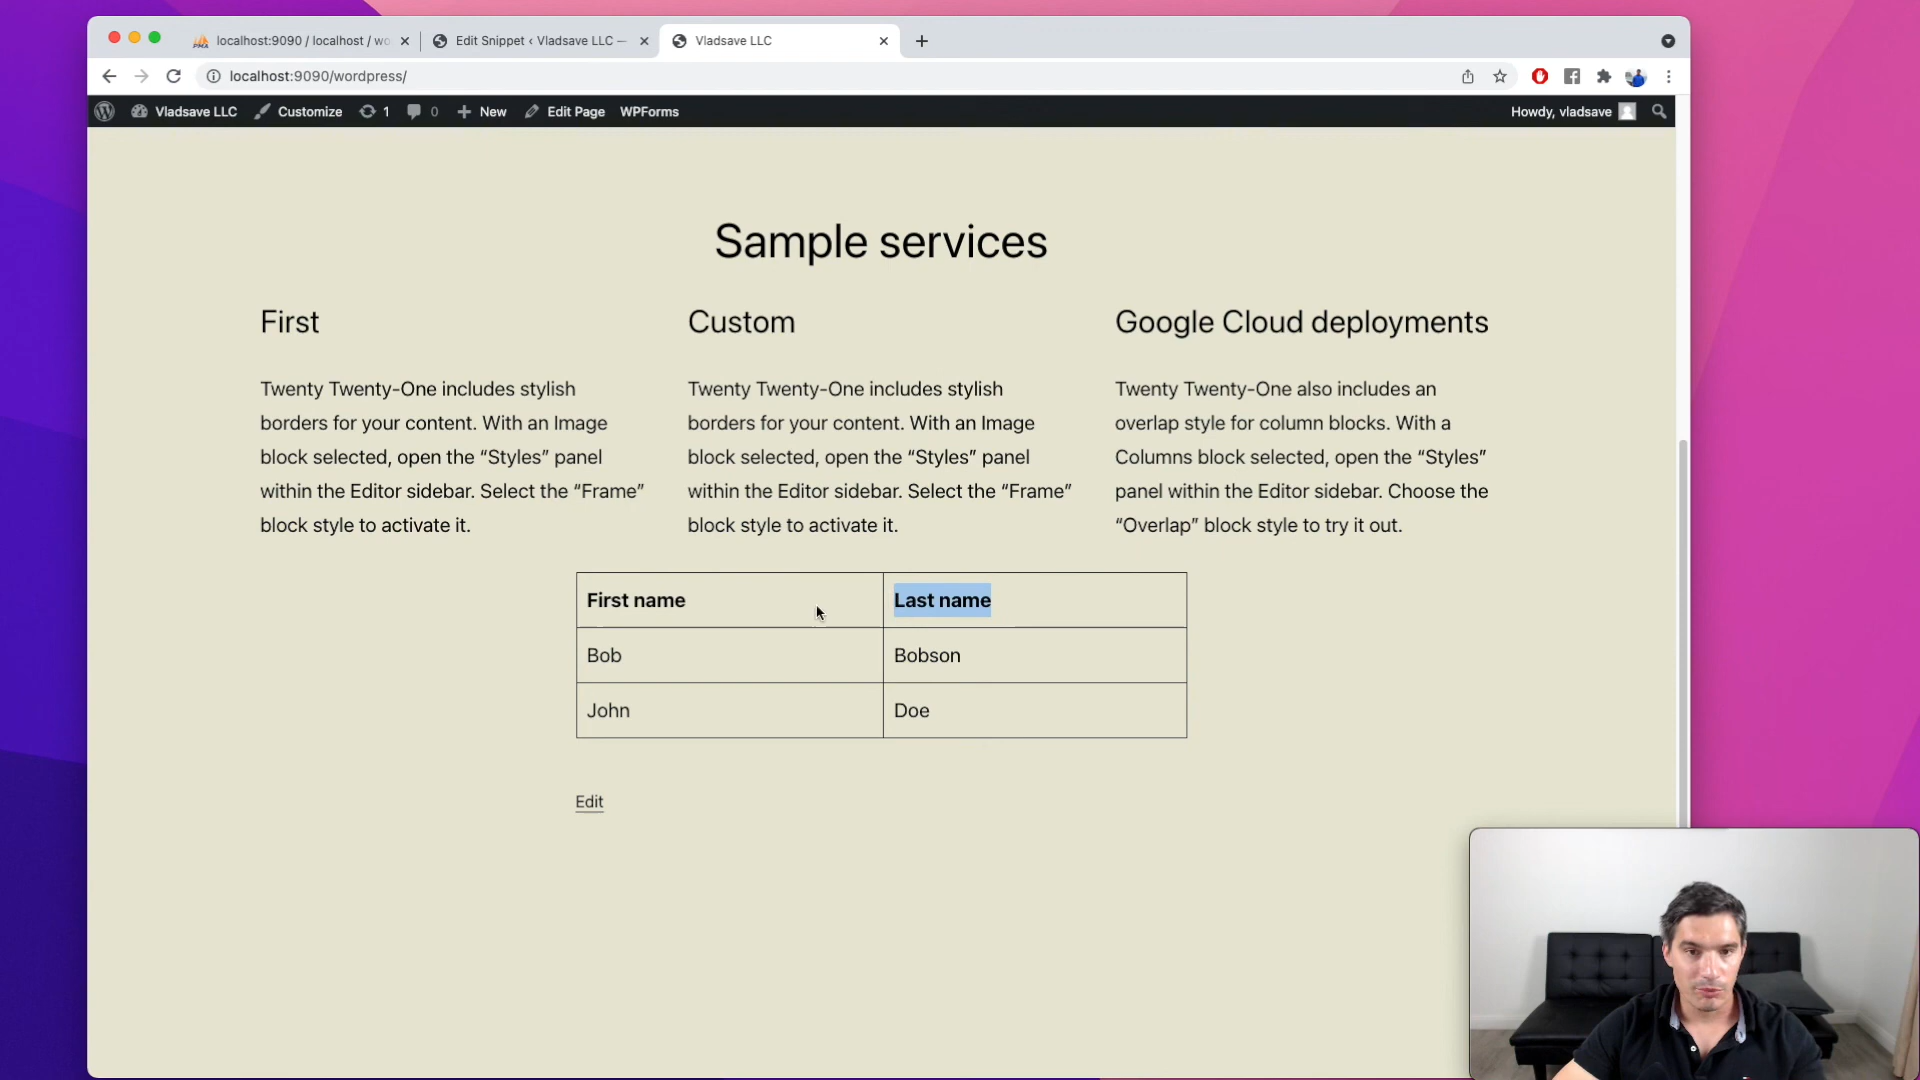 localhost:9090 / localhost / wo
Edit Snippet ‹ Vladsave LLC —
Vladsave LLC
localhost:9090/wordpress/
Vladsave LLC
Customize
1
0
New
Edit Page
WPForms
Howdy, vladsave
Sample services
First
Twenty Twenty-One includes stylish
borders for your content. With an Image
block selected, open the “Styles” panel
within the Editor sidebar. Select the “Frame”
block style to activate it.
Custom
Twenty Twenty-One includes stylish
borders for your content. With an Image
block selected, open the “Styles” panel
within the Editor sidebar. Select the “Frame”
block style to activate it.
Google Cloud deployments
Twenty Twenty-One also includes an
overlap style for column blocks. With a
Columns block selected, open the “Styles”
panel within the Editor sidebar. Choose the
“Overlap” block style to try it out.
First name Last name
Bob Bobson
John Doe
Edit